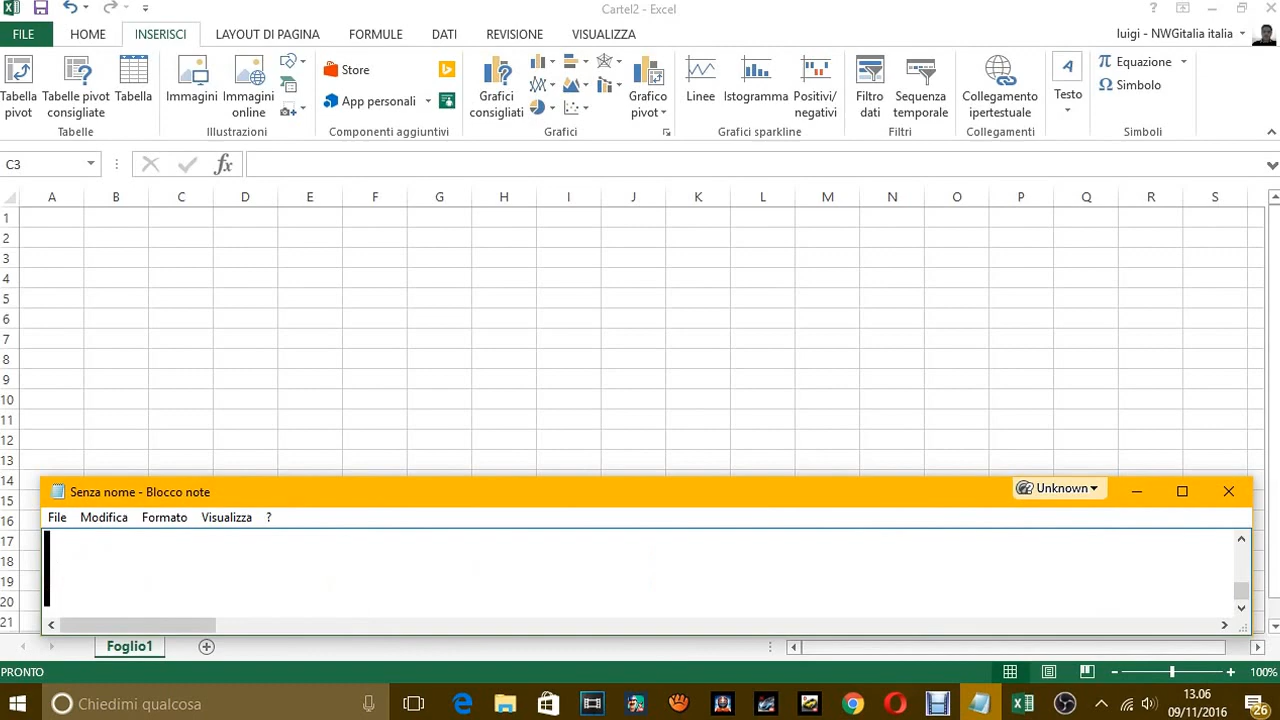 Cartel2 - Excel
?
FILE HOME INSERISCI LAYOUT DI PAGINA FORMULE DATI REVISIONE VISUALIZZA luigi - NWGitalia italia
Tabella pivot
Tabelle pivot consigliate
Tabella
Immagini
Immagini online
Store
App personali
Grafici consigliati
Grafico pivot
Linee
Istogramma
Positivi/negativi
Filtro dati
Sequenza temporale
Collegamento ipertestuale
A
Testo
π Equazione
Ω Simbolo
Tabelle Illustrazioni Componenti aggiuntivi Grafici Grafici sparkline Filtri Collegamenti Simboli
C3 fx
A B C D E F G H I J K L M N O P Q R S
1
2
3
4
5
6
7
8
9
10
11
12
13
14
15
16
17
18
19
20
21
Senza nome - Blocco note Unknown
File Modifica Formato Visualizza ?
Foglio1
PRONTO 100%
Chiedimi qualcosa
13.06
09/11/2016
26